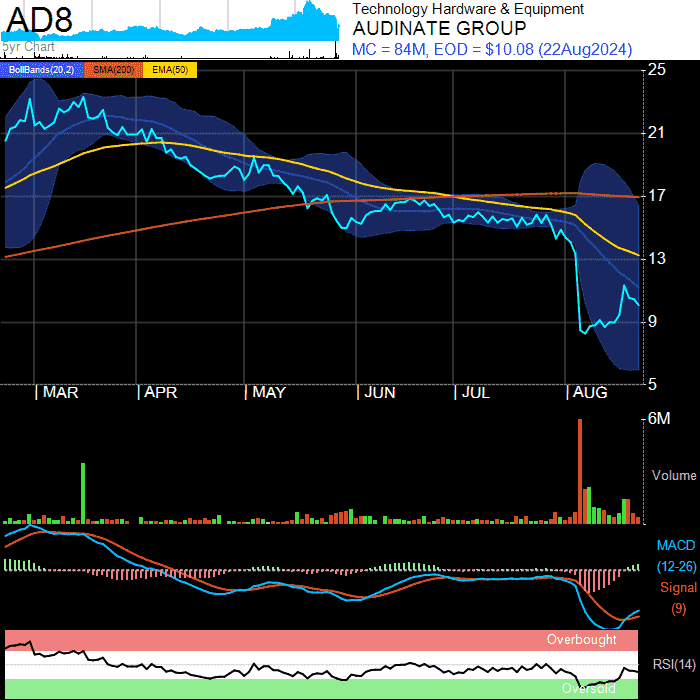 AD8
Technology Hardware & Equipment
AUDINATE GROUP
5yr Chart
MC = 84M, EOD = $10.08 (22Aug2024)
BollBands(20,2) SMA(200) EMA(50)
25
21
17
13
9
5
MAR APR MAY JUN JUL AUG
6M
Volume
MACD
(12-26)
Signal
(9)
Overbought
RSI(14)
Oversold